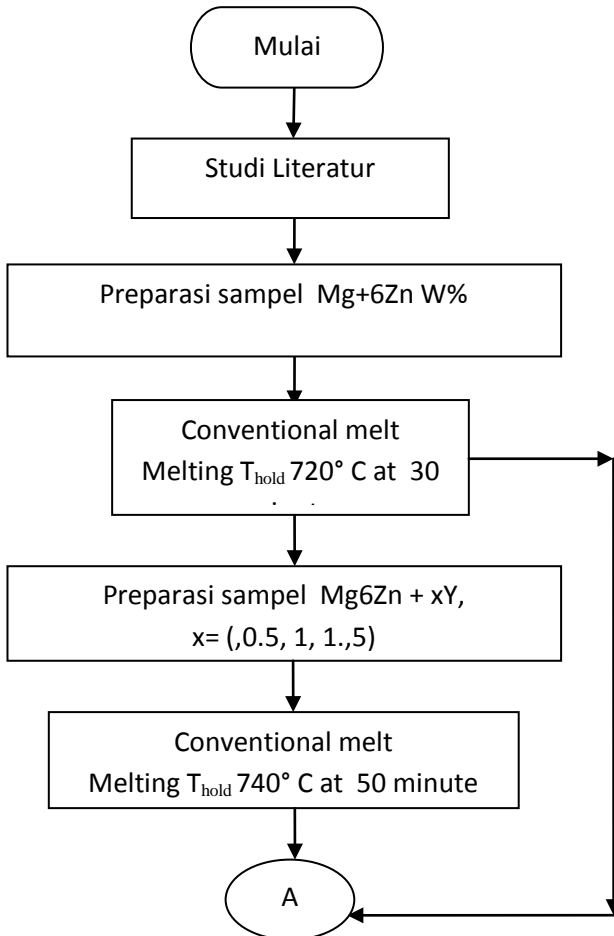 Mulai
Studi Literatur
Preparasi sampel Mg+6Zn W%
Conventional melt
Melting Thold 720° C at 30
Preparasi sampel Mg6Zn + xY,
x= (,0.5, 1, 1.,5)
Conventional melt
Melting Thold 740° C at 50 minute
A